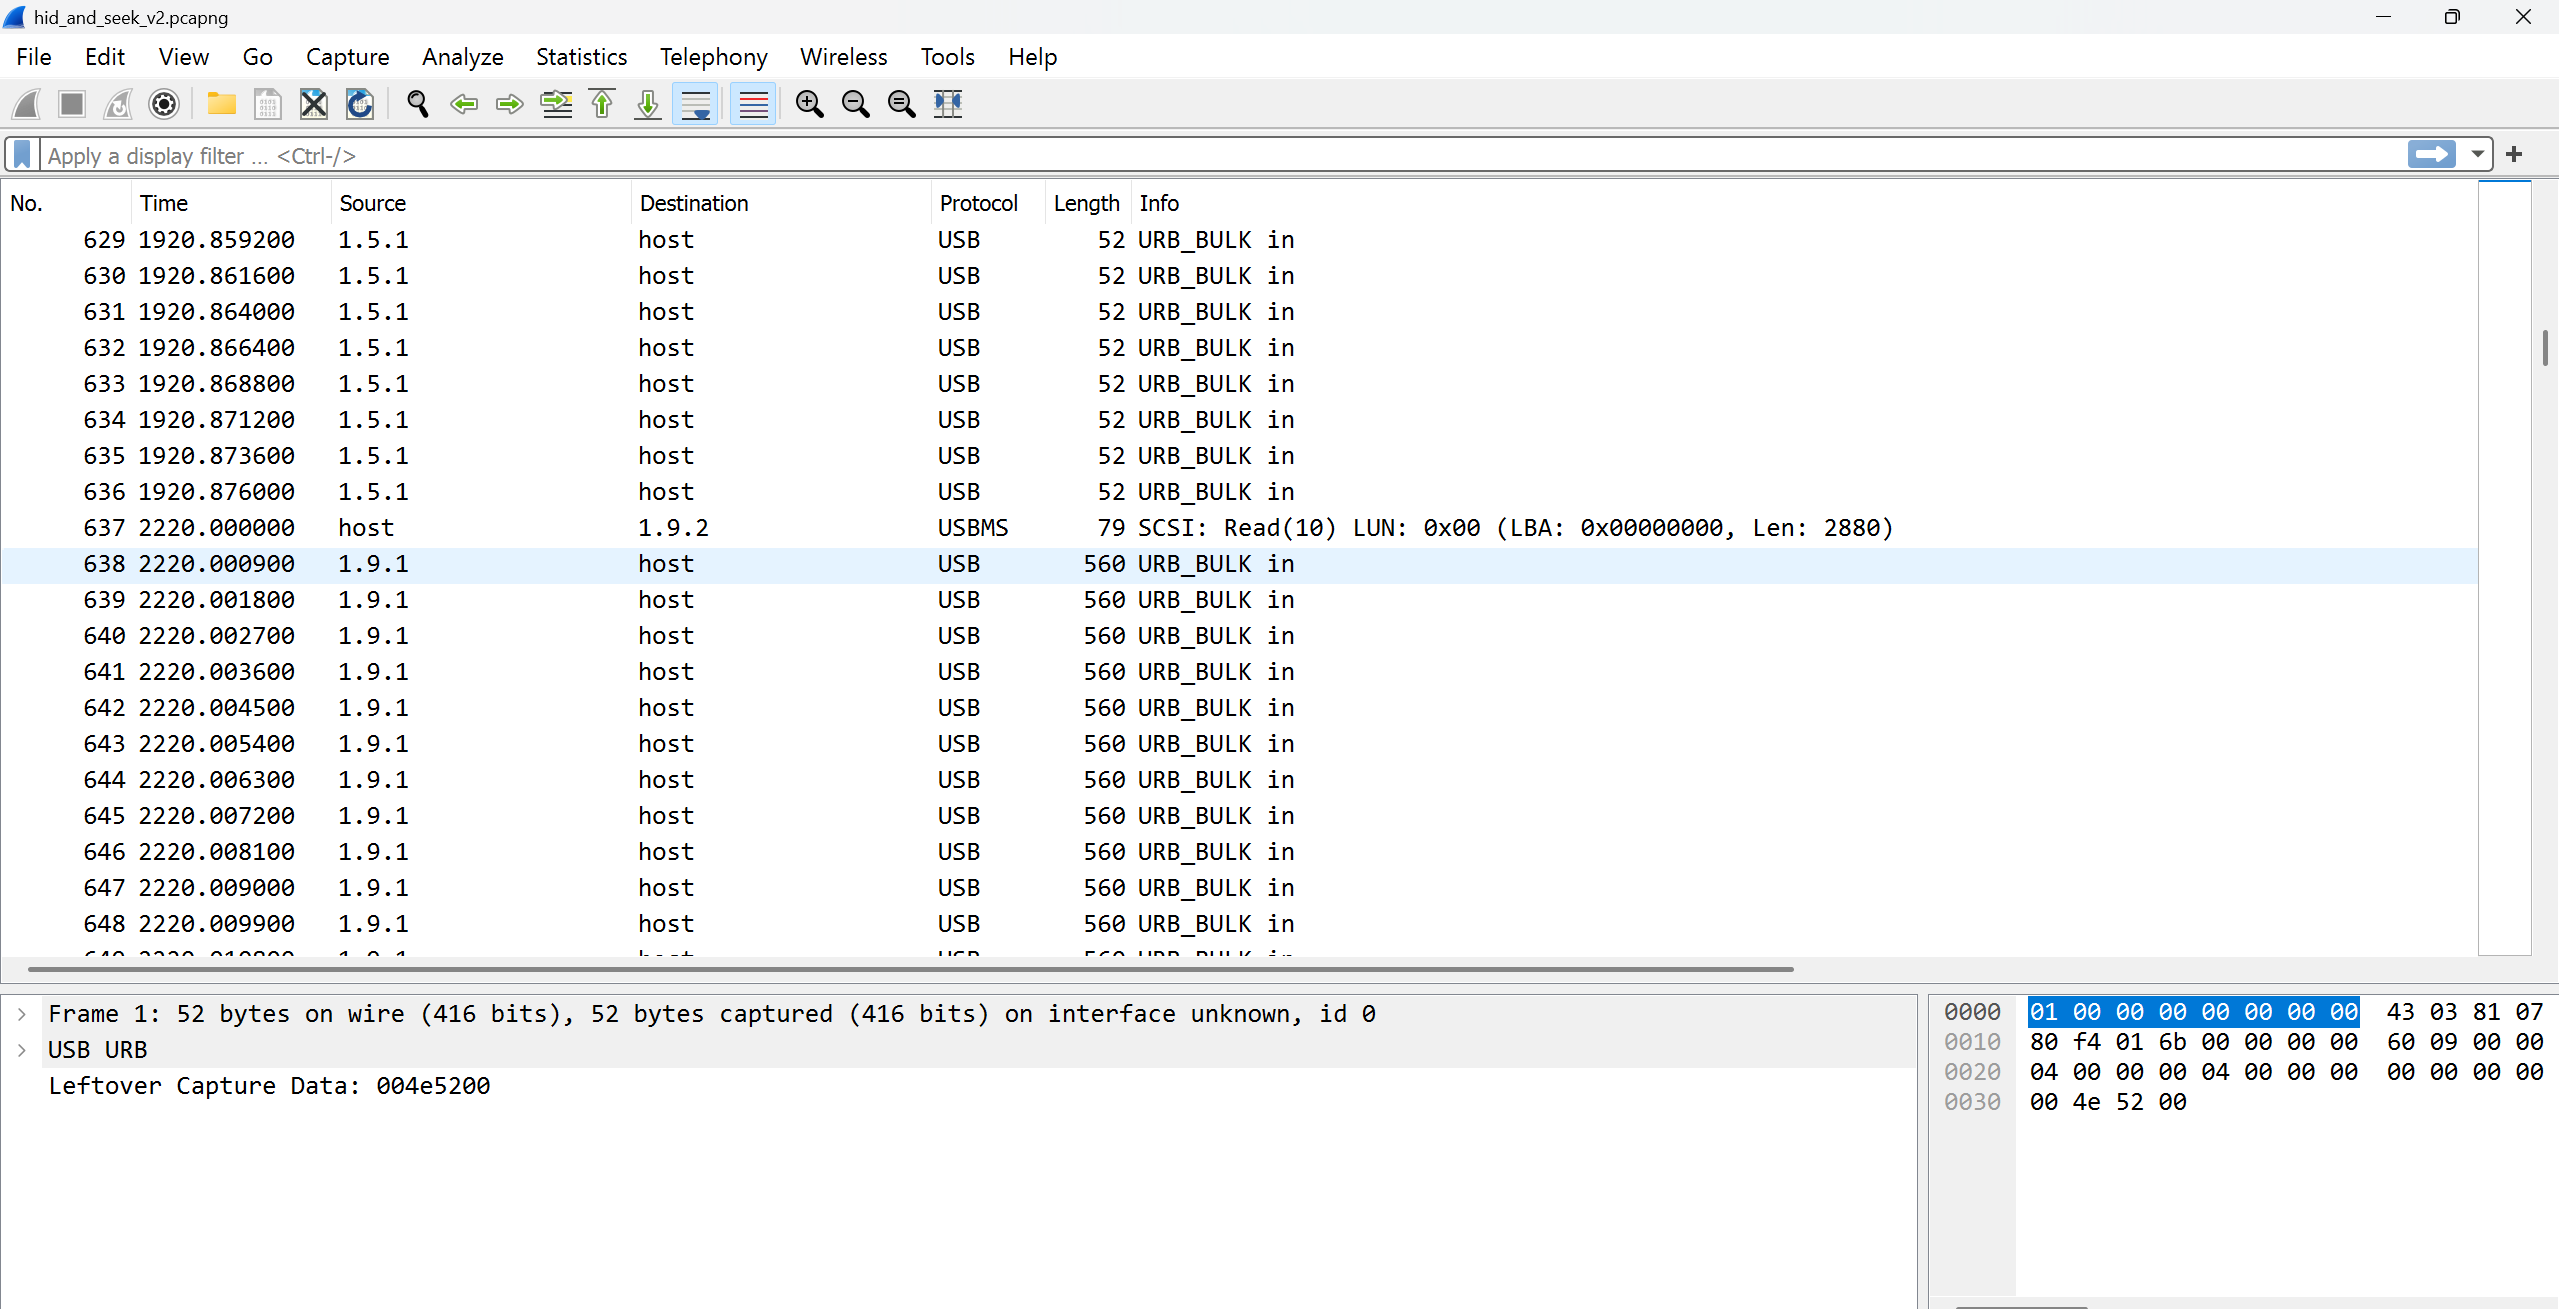 hid_and_seek_v2.pcapng
File Edit View Go Capture Analyze Statistics Telephony Wireless Tools Help
Apply a display filter ... <Ctrl-/>
No. Time Source Destination Protocol Length Info
629 1920.859200 1.5.1 host USB 52 URB_BULK in
630 1920.861600 1.5.1 host USB 52 URB_BULK in
631 1920.864000 1.5.1 host USB 52 URB_BULK in
632 1920.866400 1.5.1 host USB 52 URB_BULK in
633 1920.868800 1.5.1 host USB 52 URB_BULK in
634 1920.871200 1.5.1 host USB 52 URB_BULK in
635 1920.873600 1.5.1 host USB 52 URB_BULK in
636 1920.876000 1.5.1 host USB 52 URB_BULK in
637 2220.000000 host 1.9.2 USBMS 79 SCSI: Read(10) LUN: 0x00 (LBA: 0x00000000, Len: 2880)
638 2220.000900 1.9.1 host USB 560 URB_BULK in
639 2220.001800 1.9.1 host USB 560 URB_BULK in
640 2220.002700 1.9.1 host USB 560 URB_BULK in
641 2220.003600 1.9.1 host USB 560 URB_BULK in
642 2220.004500 1.9.1 host USB 560 URB_BULK in
643 2220.005400 1.9.1 host USB 560 URB_BULK in
644 2220.006300 1.9.1 host USB 560 URB_BULK in
645 2220.007200 1.9.1 host USB 560 URB_BULK in
646 2220.008100 1.9.1 host USB 560 URB_BULK in
647 2220.009000 1.9.1 host USB 560 URB_BULK in
648 2220.009900 1.9.1 host USB 560 URB_BULK in
Frame 1: 52 bytes on wire (416 bits), 52 bytes captured (416 bits) on interface unknown, id 0
USB URB
Leftover Capture Data: 004e5200
0000 01 00 00 00 00 00 00 00 43 03 81 07
0010 80 f4 01 6b 00 00 00 00 60 09 00 00
0020 04 00 00 00 04 00 00 00 00 00 00 00
0030 00 4e 52 00